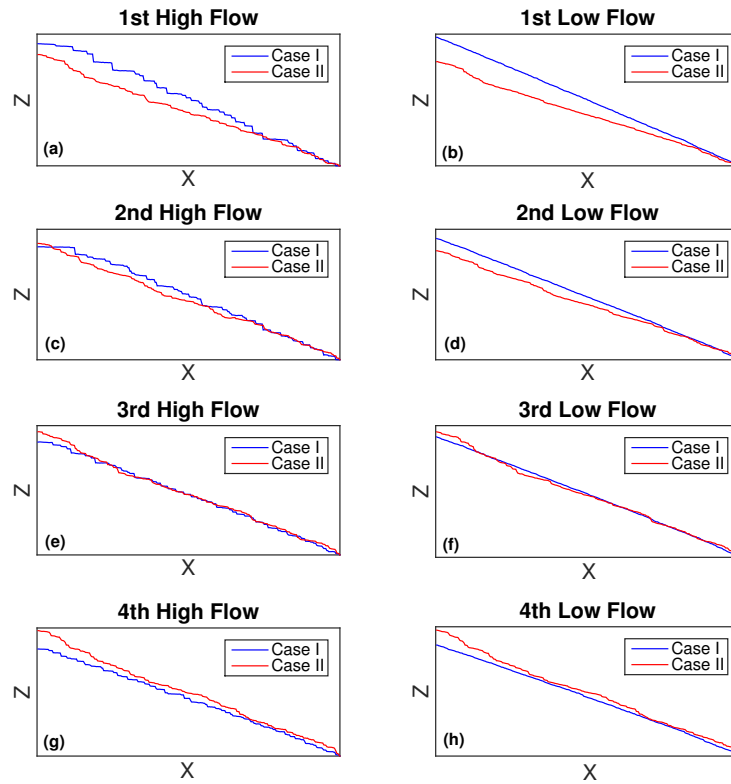 1st High Flow
Z
Case I
Case II
(a)
X
1st Low Flow
Z
Case I
Case II
(b)
X
2nd High Flow
Z
Case I
Case II
(c)
X
2nd Low Flow
Z
Case I
Case II
(d)
X
3rd High Flow
Z
Case I
Case II
(e)
X
3rd Low Flow
Z
Case I
Case II
(f)
X
4th High Flow
Z
Case I
Case II
(g)
X
4th Low Flow
Z
Case I
Case II
(h)
X